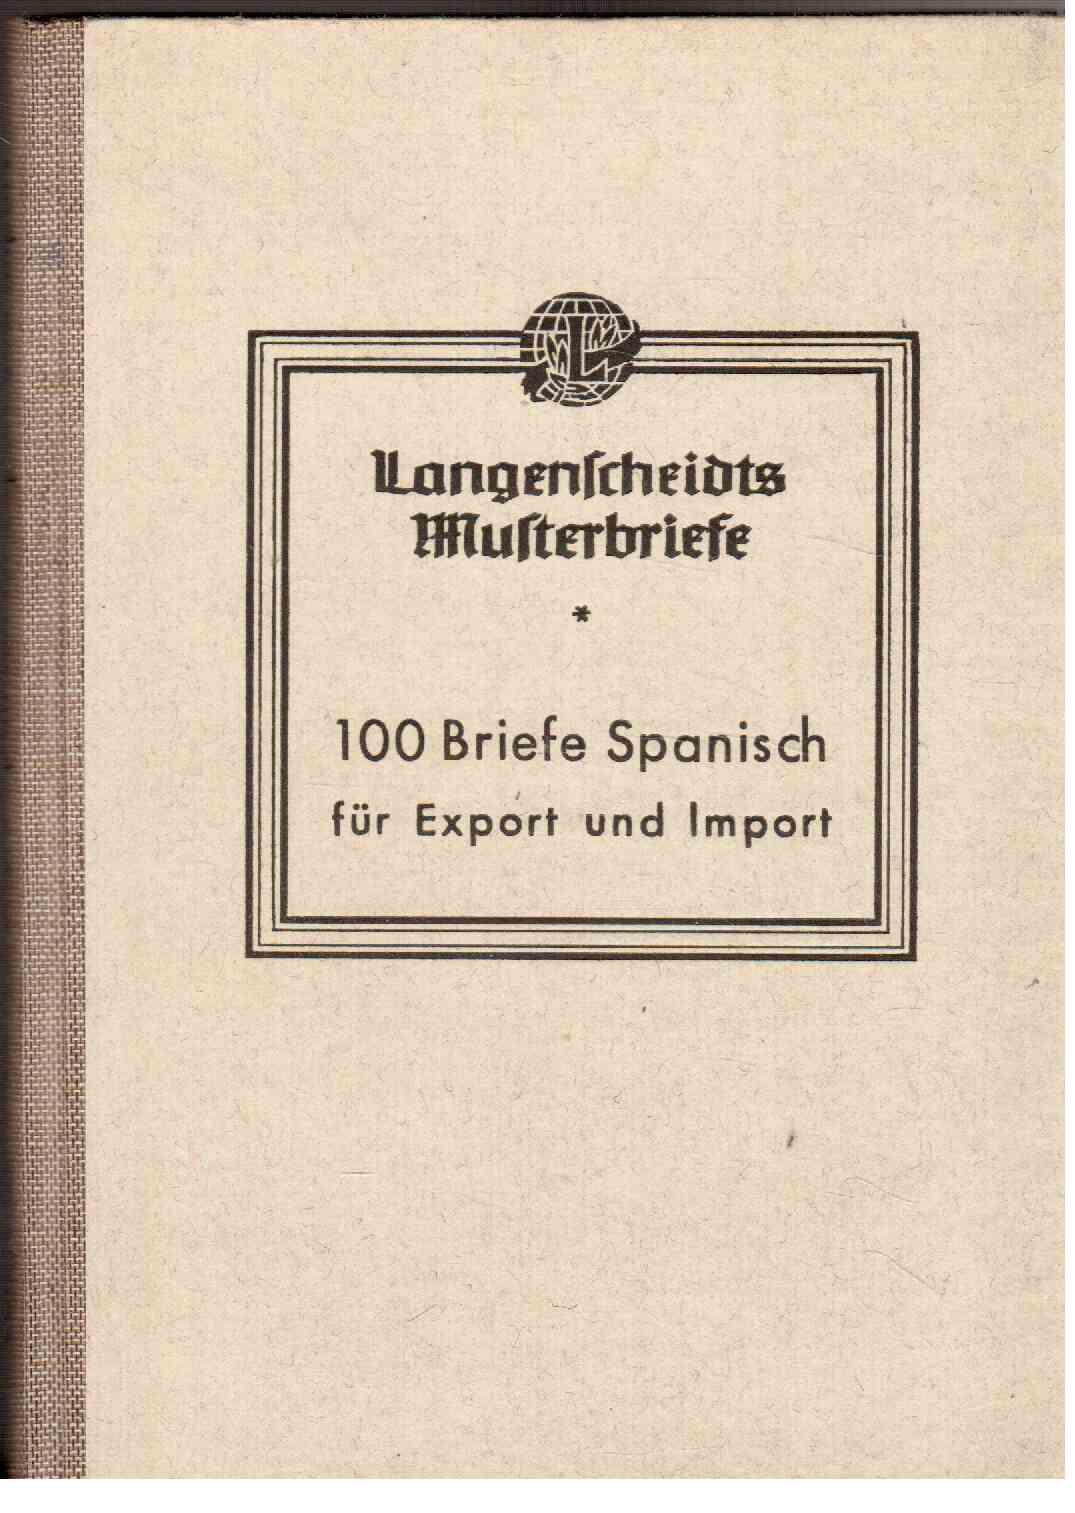 L
Langenſcheidts
Muſterbriefe
*
100 Briefe Spanisch
für Export und Import